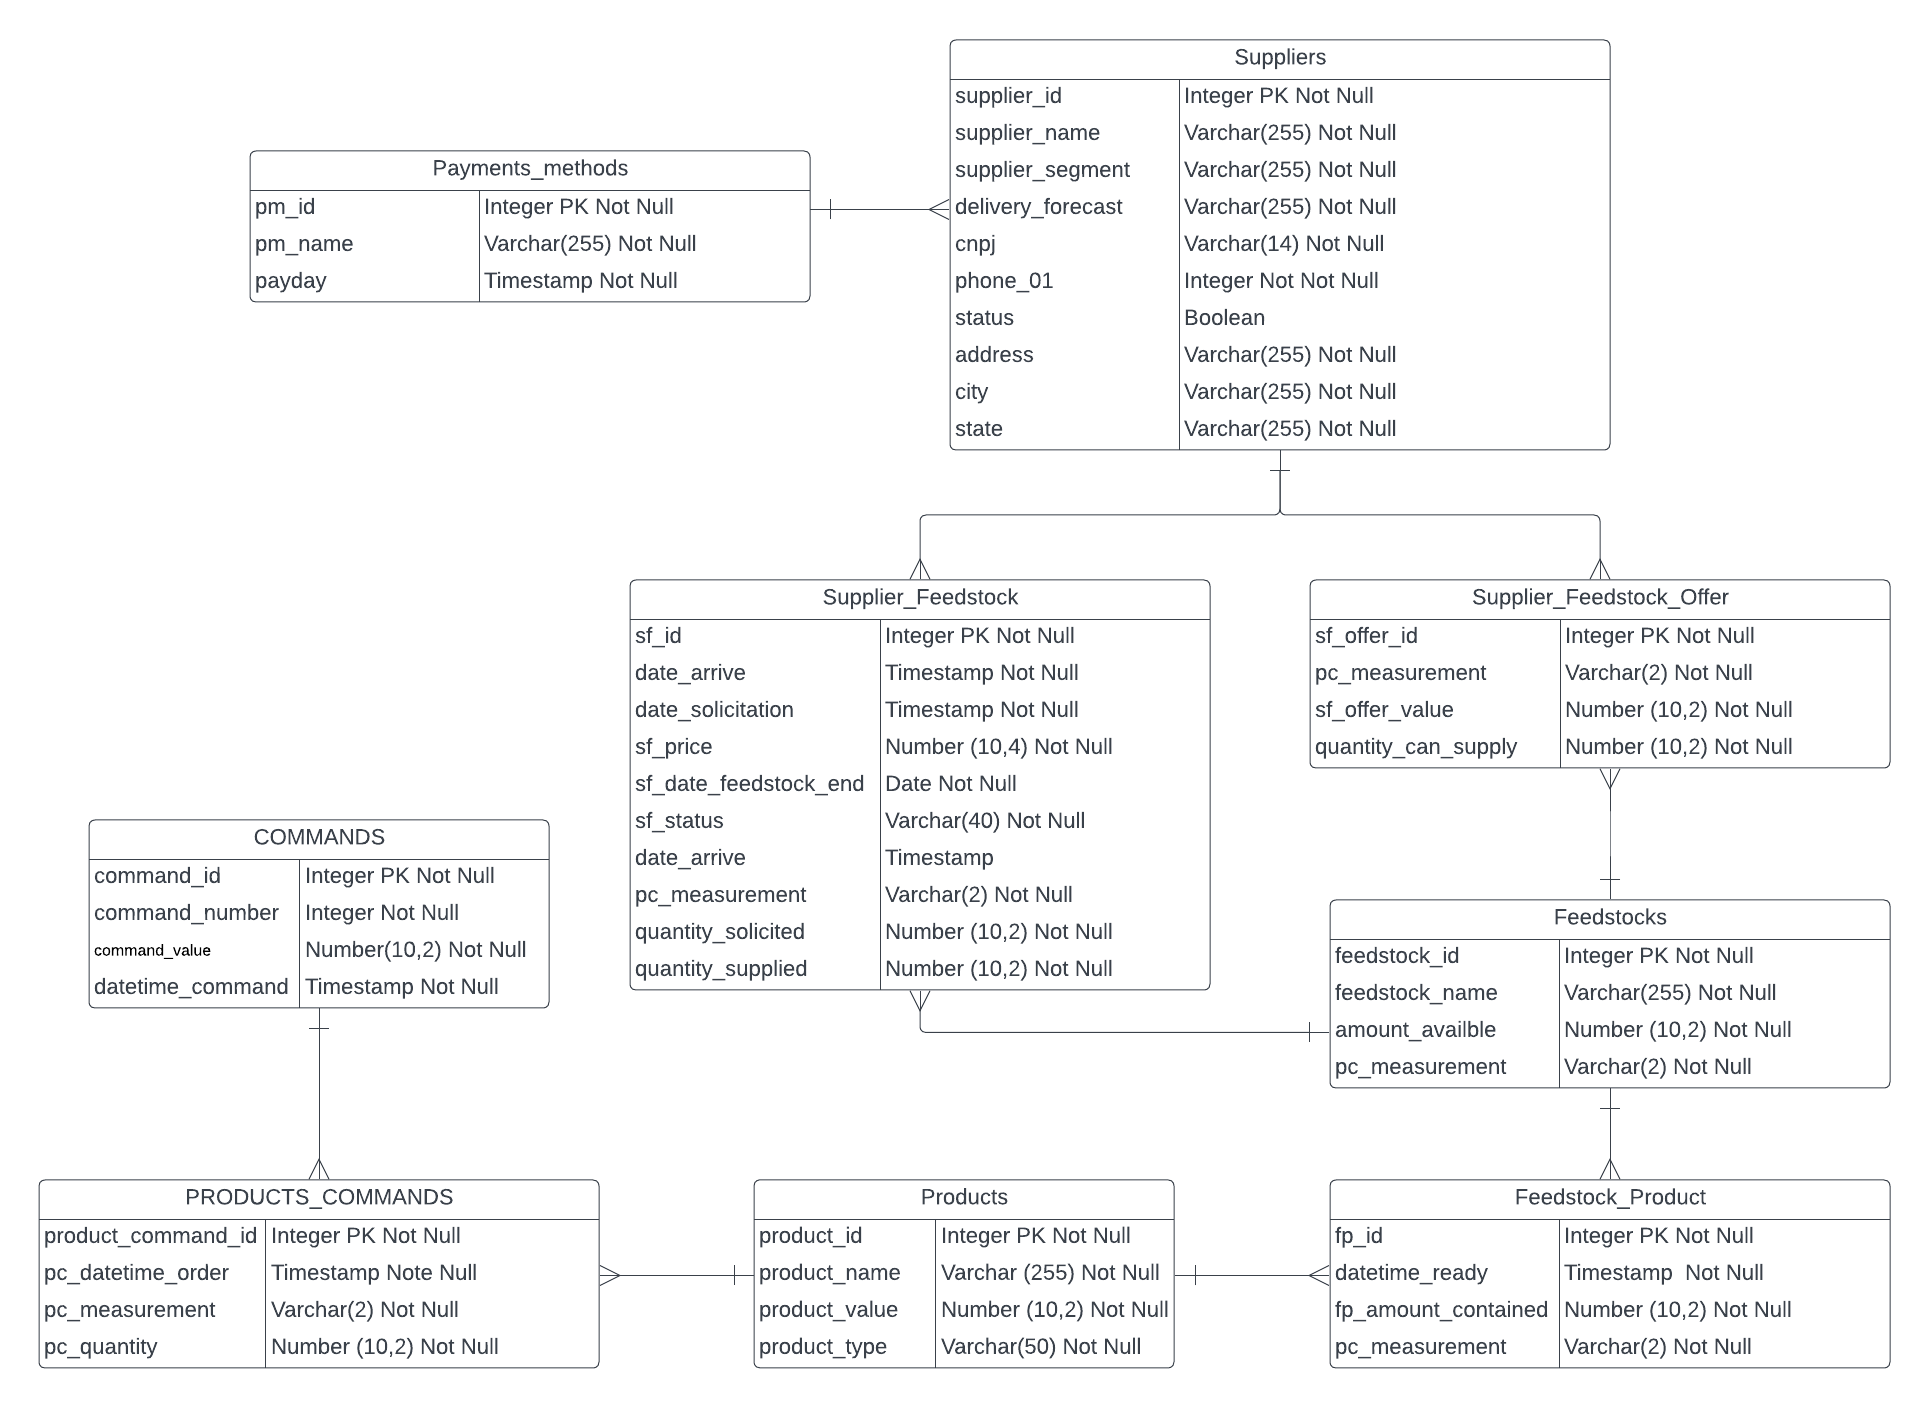 Suppliers
supplier_id Integer PK Not Null
supplier_name Varchar(255) Not Null
supplier_segment Varchar(255) Not Null
delivery_forecast Varchar(255) Not Null
cnpj Varchar(14) Not Null
phone_01 Integer Not Not Null
status Boolean
address Varchar(255) Not Null
city Varchar(255) Not Null
state Varchar(255) Not Null
Payments_methods
pm_id Integer PK Not Null
pm_name Varchar(255) Not Null
payday Timestamp Not Null
Supplier_Feedstock
sf_id Integer PK Not Null
date_arrive Timestamp Not Null
date_solicitation Timestamp Not Null
sf_price Number (10,4) Not Null
sf_date_feedstock_end Date Not Null
sf_status Varchar(40) Not Null
date_arrive Timestamp
pc_measurement Varchar(2) Not Null
quantity_solicited Number (10,2) Not Null
quantity_supplied Number (10,2) Not Null
Supplier_Feedstock_Offer
sf_offer_id Integer PK Not Null
pc_measurement Varchar(2) Not Null
sf_offer_value Number (10,2) Not Null
quantity_can_supply Number (10,2) Not Null
COMMANDS
command_id Integer PK Not Null
command_number Integer Not Null
command_value Number(10,2) Not Null
datetime_command Timestamp Not Null
Feedstocks
feedstock_id Integer PK Not Null
feedstock_name Varchar(255) Not Null
amount_availble Number (10,2) Not Null
pc_measurement Varchar(2) Not Null
PRODUCTS_COMMANDS
product_command_id Integer PK Not Null
pc_datetime_order Timestamp Note Null
pc_measurement Varchar(2) Not Null
pc_quantity Number (10,2) Not Null
Products
product_id Integer PK Not Null
product_name Varchar (255) Not Null
product_value Number (10,2) Not Null
product_type Varchar(50) Not Null
Feedstock_Product
fp_id Integer PK Not Null
datetime_ready Timestamp Not Null
fp_amount_contained Number (10,2) Not Null
pc_measurement Varchar(2) Not Null